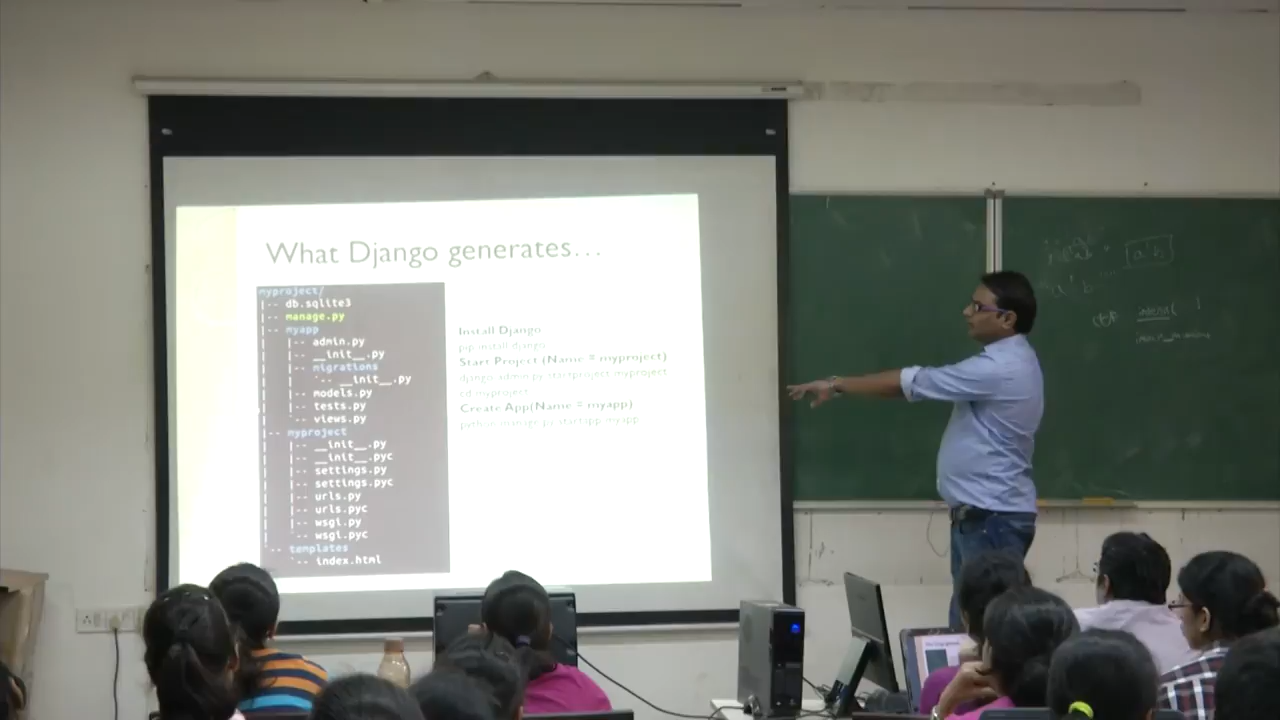 What Django generates...
myproject/
|-- db.sqlite3
|-- manage.py
|-- myapp
|   |-- admin.py
|   |-- __init__.py
|   |-- migrations
|   |   `-- __init__.py
|   |-- models.py
|   |-- tests.py
|   `-- views.py
|-- myproject
|   |-- __init__.py
|   |-- __init__.pyc
|   |-- settings.py
|   |-- settings.pyc
|   |-- urls.py
|   |-- urls.pyc
|   |-- wsgi.py
|   `-- wsgi.pyc
`-- templates
    `-- index.html
Install Django
pip install django
Start Project (Name = myproject)
django-admin.py startproject myproject
cd myproject
Create App(Name = myapp)
python manage.py startapp myapp